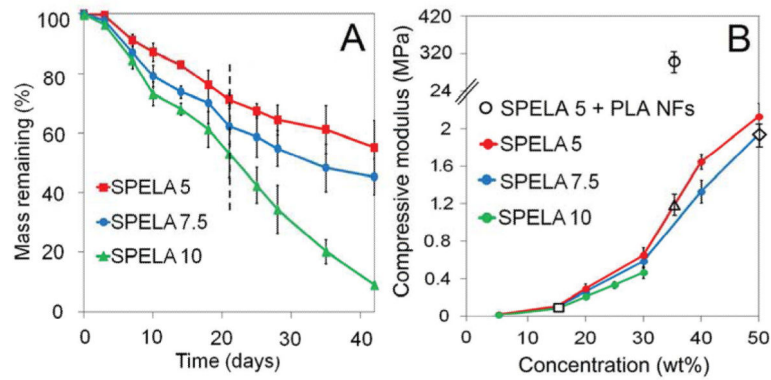 A
Mass remaining (%)
100
80
60
40
20
0
SPELA 5
SPELA 7.5
SPELA 10
0 10 20 30 40
Time (days)
B
Compressive modulus (MPa)
420
320
24
2
1.6
1.2
0.8
0.4
0
SPELA 5 + PLA NFs
SPELA 5
SPELA 7.5
SPELA 10
0 10 20 30 40 50
Concentration (wt%)